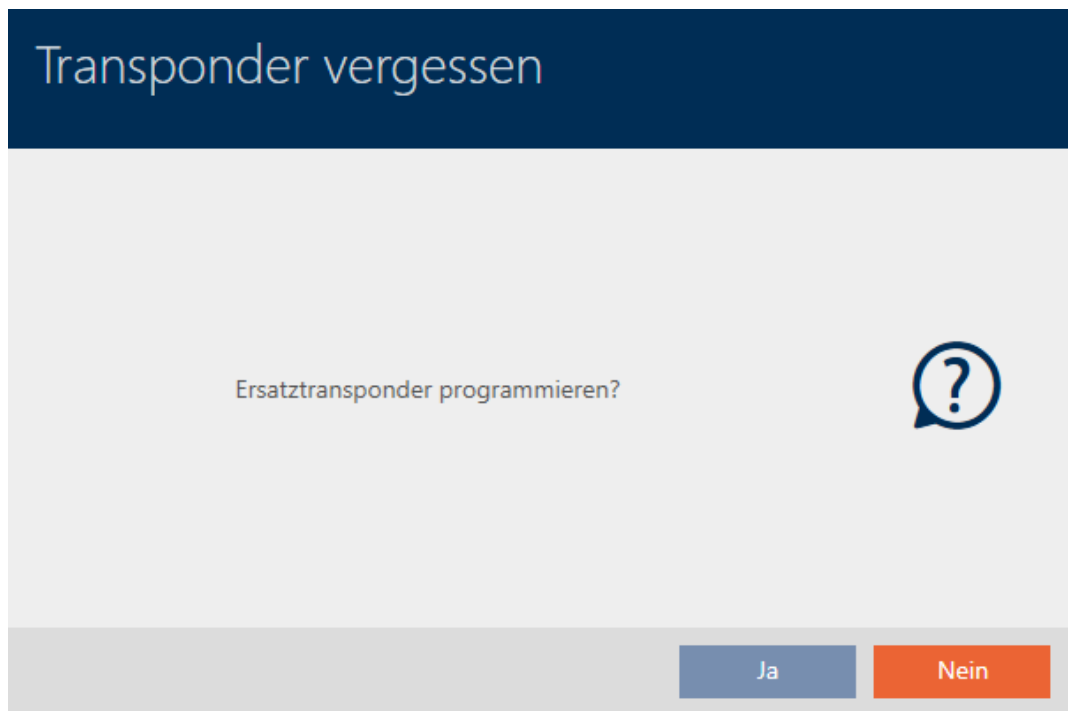 Transponder vergessen
Ersatztransponder programmieren?
?
Ja
Nein